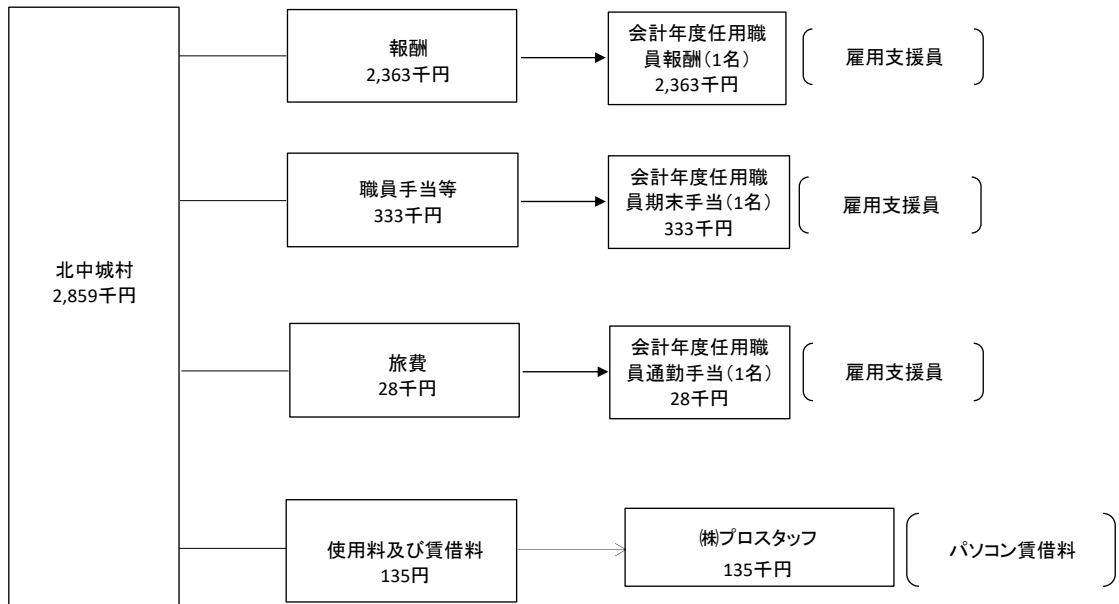 北中城村
2,859千円
報酬
2,363千円
会計年度任用職
員報酬(1名)
2,363千円
雇用支援員
職員手当等
333千円
会計年度任用職
員期末手当(1名)
333千円
雇用支援員
旅費
28千円
会計年度任用職
員通勤手当(1名)
28千円
雇用支援員
使用料及び賃借料
135円
㈱プロスタッフ
135千円
パソコン賃借料